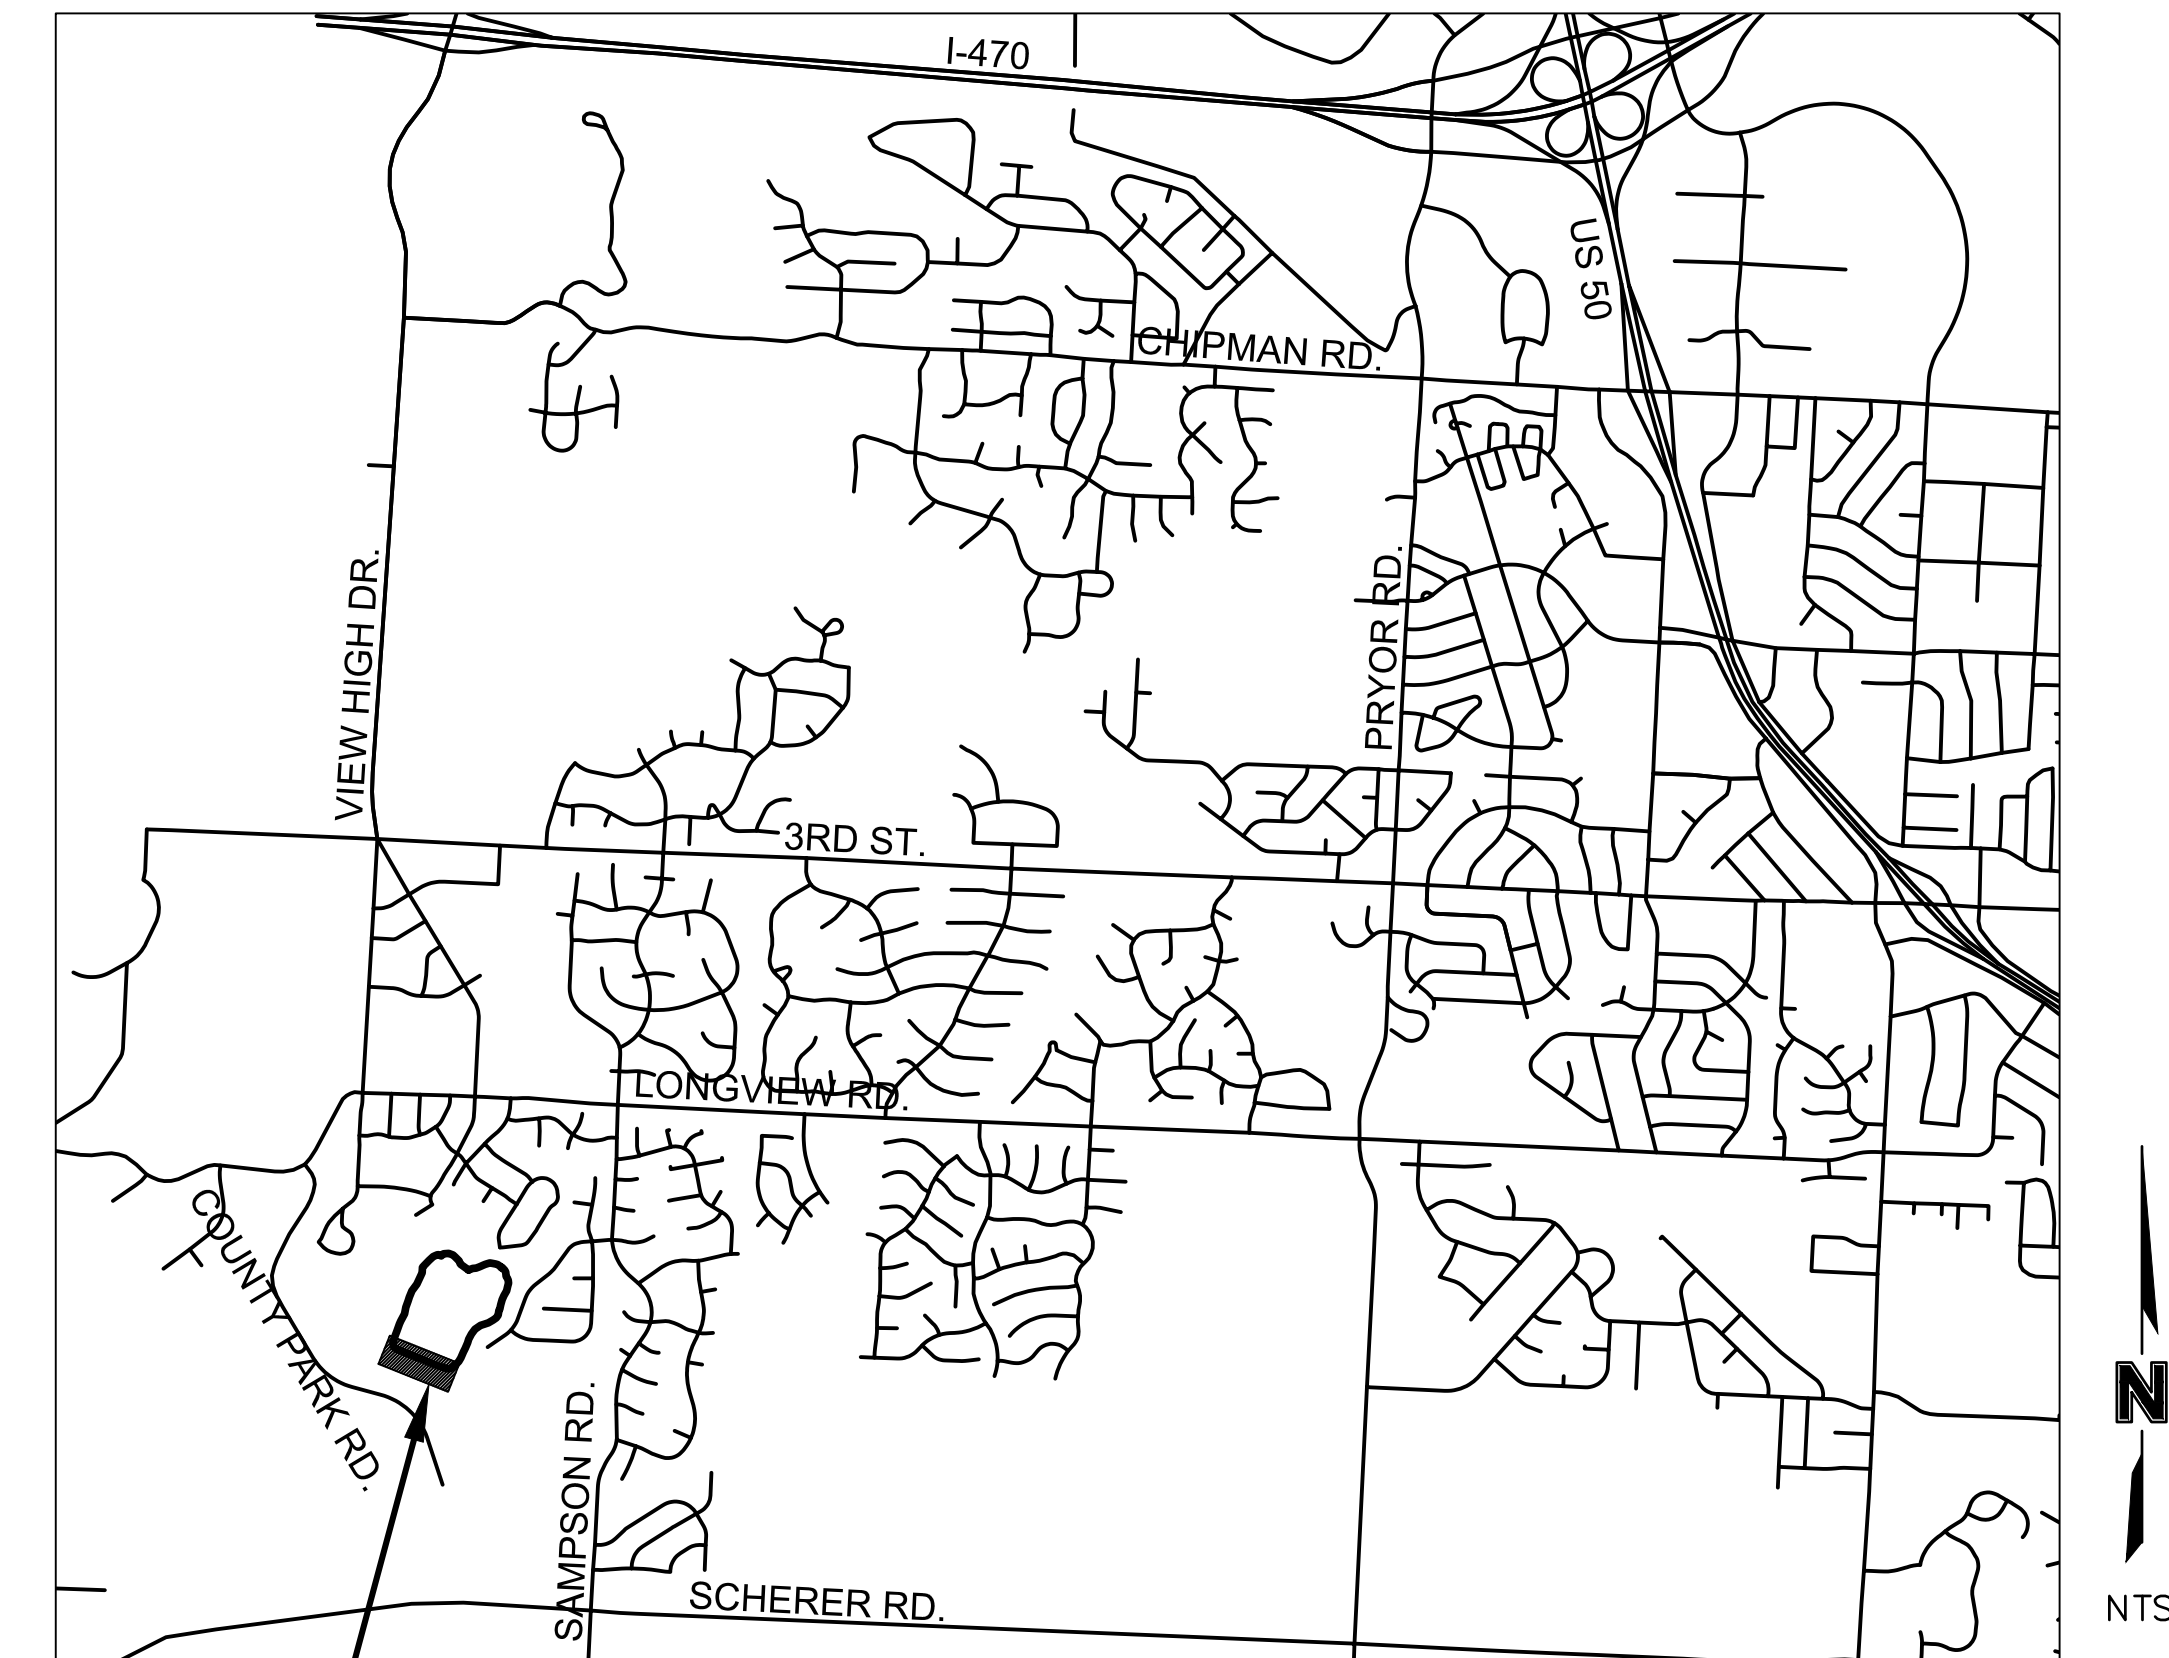 I-470
US 50
CHIPMAN RD.
VIEW HIGH DR.
PRYOR RD.
3RD ST.
LONGVIEW RD.
COUNTY PARK RD.
SAMPSON RD.
SCHERER RD.
N
NTS